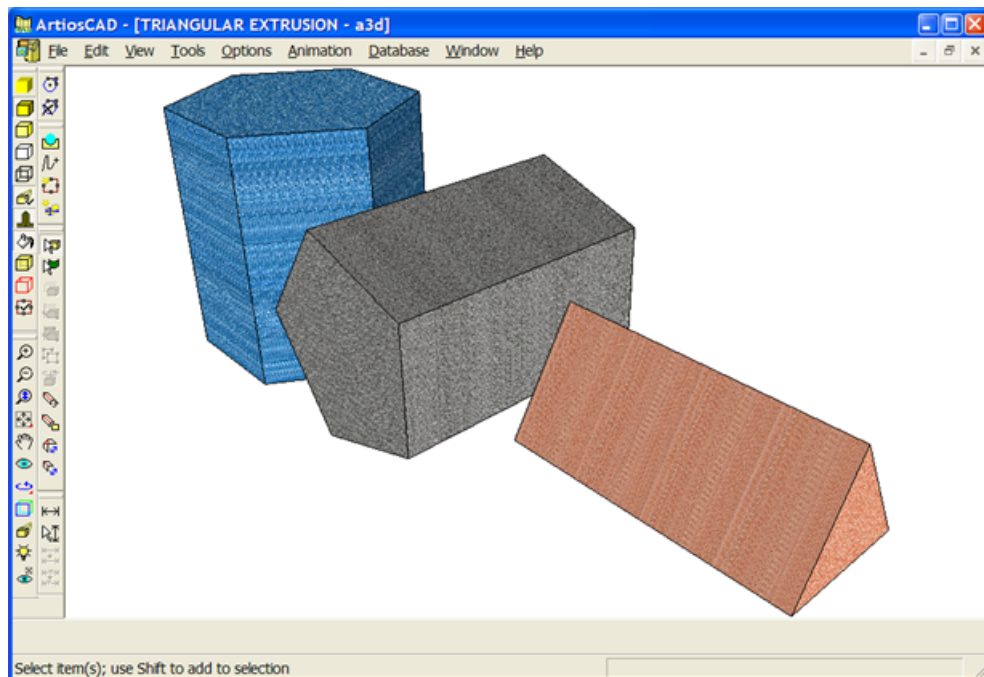 ArtiosCAD - [TRIANGULAR EXTRUSION - a3d]
File Edit View Tools Options Animation Database Window Help
Select item(s); use Shift to add to selection